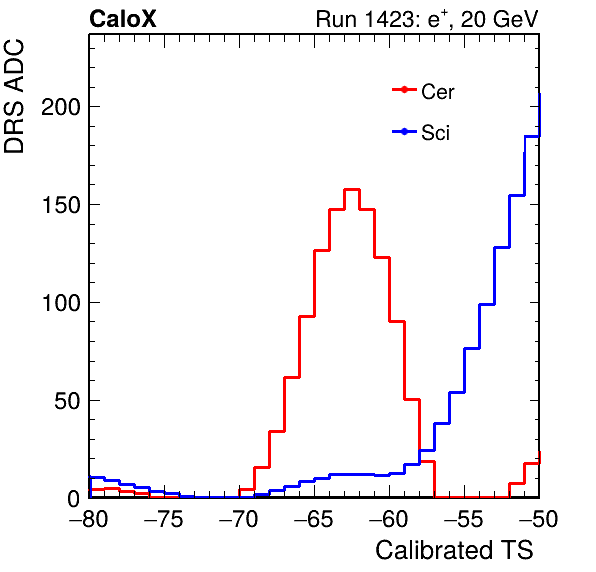 CaloX Run 1423: e⁺, 20 GeV
DRS ADC
Cer
Sci
200
150
100
50
0
−80 −75 −70 −65 −60 −55 −50
Calibrated TS